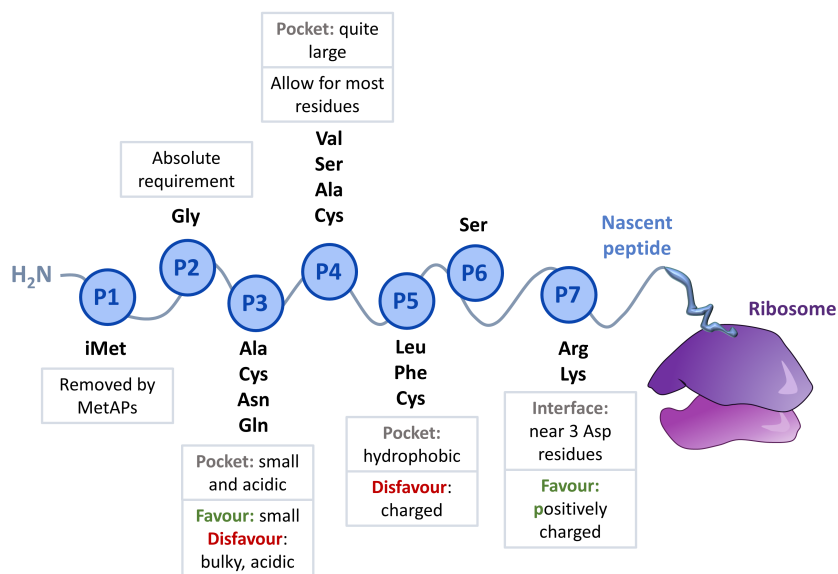 Pocket: quite
large
Allow for most
residues
Val
Ser
Ala
Cys
Absolute
requirement
Gly
Ser
Nascent
peptide
H₂N
P1
P2
P3
P4
P5
P6
P7
Ribosome
iMet
Removed by
MetAPs
Ala
Cys
Asn
Gln
Pocket: small
and acidic
Favour: small
Disfavour:
bulky, acidic
Leu
Phe
Cys
Pocket:
hydrophobic
Disfavour:
charged
Arg
Lys
Interface:
near 3 Asp
residues
Favour:
positively
charged